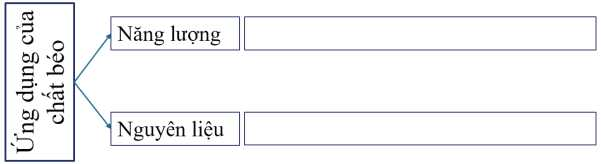 Ứng dụng của
chất béo
Năng lượng
Nguyên liệu